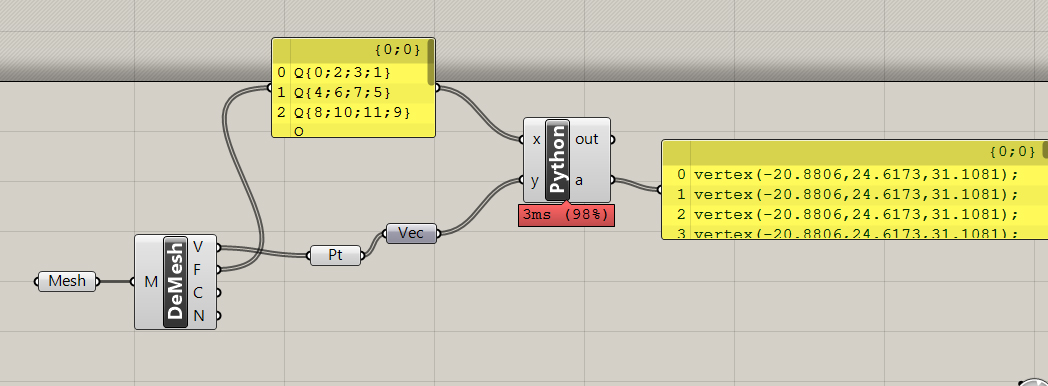 {0;0}
0 Q{0;2;3;1}
1 Q{4;6;7;5}
2 Q{8;10;11;9}
x
Python
out
y
a
3ms (98%)
{0;0}
0 vertex(-20.8806,24.6173,31.1081);
1 vertex(-20.8806,24.6173,31.1081);
2 vertex(-20.8806,24.6173,31.1081);
3 vertex(-20.8806,24.6173,31.1081);
Vec
Pt
Mesh
M
DeMesh
V
F
C
N